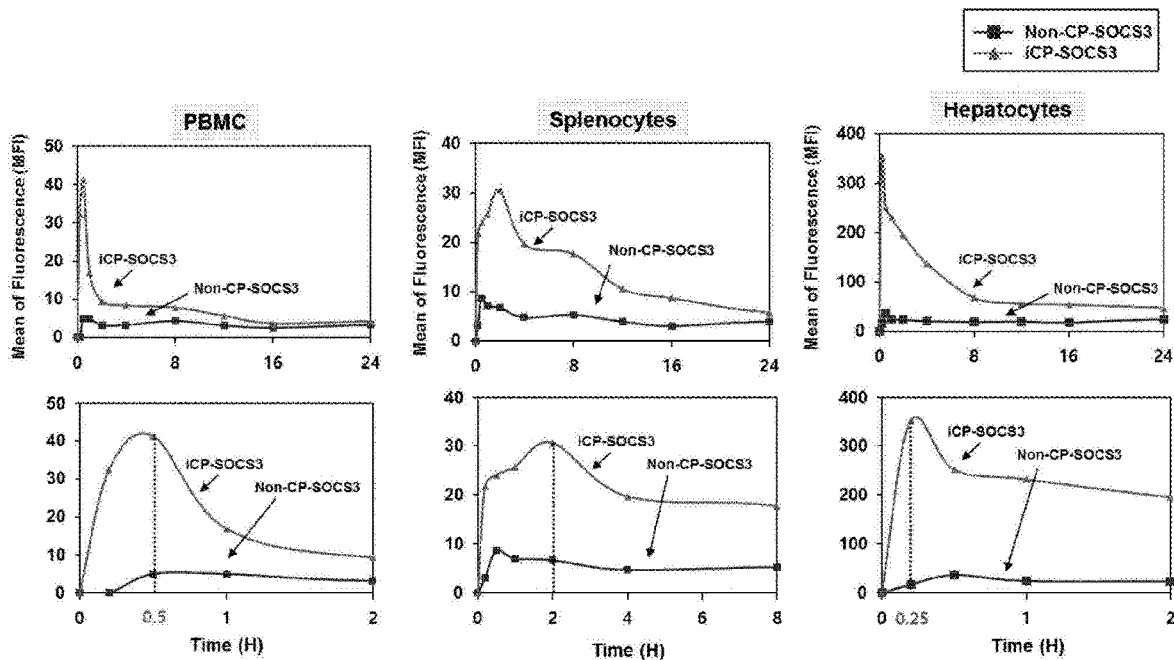 Non-CP-SOCS3
iCP-SOCS3
PBMC
Splenocytes
Hepatocytes
Mean of Fluorescence (MFI)
50
40
30
20
10
0
iCP-SOCS3
Non-CP-SOCS3
0 8 16 24
Mean of Fluorescence (MFI)
40
30
20
10
0
iCP-SOCS3
Non-CP-SOCS3
0 8 16 24
Mean of Fluorescence (MFI)
400
300
200
100
0
iCP-SOCS3
Non-CP-SOCS3
0 8 16 24
50
40
30
20
10
0
iCP-SOCS3
Non-CP-SOCS3
0 0.5 1 2
Time (H)
40
30
20
10
0
iCP-SOCS3
Non-CP-SOCS3
0 2 4 6 8
Time (H)
400
300
200
100
0
iCP-SOCS3
Non-CP-SOCS3
0 0.25 1 2
Time (H)